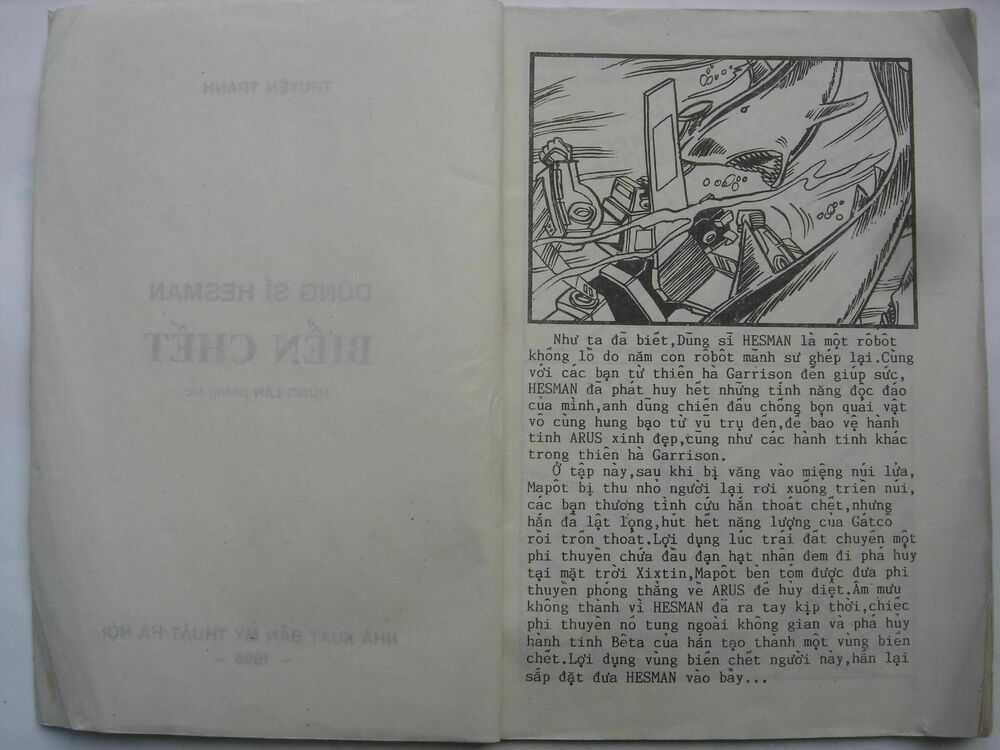 TRUYỆN TRANH
DŨNG SĨ HESMAN
BIỂN CHẾT
HÙNG LÂN phóng tác
NHÀ XUẤT BẢN MỸ THUẬT-HÀ NỘI
- 1996 -
Như ta đã biết,Dũng sĩ HESMAN là một rôbôt
khổng lồ do năm con rôbôt mãnh sư ghép lại.Cùng
với các bạn từ thiên hà Garrison đến giúp sức,
HESMAN đã phát huy hết những tính năng độc đáo
của mình,anh dũng chiến đấu chống bọn quái vật
vô cùng hung bạo từ vũ trụ đến,để bảo vệ hành
tinh ARUS xinh đẹp,cũng như các hành tinh khác
trong thiên hà Garrison.
Ở tập này,sau khi bị văng vào miệng núi lửa,
Mapôt bị thu nhỏ người lại rơi xuống triền núi,
các bạn thương tình cứu hắn thoát chết,nhưng
hắn đã lật lọng,hút hết năng lượng của Gátcô
rồi trốn thoát.Lợi dụng lúc trái đất chuyển một
phi thuyền chứa đầu đạn hạt nhân đem đi phá hủy
tại mặt trời Xixtin,Mapôt bèn tóm được đưa phi
thuyền phóng thẳng về ARUS để hủy diệt.Âm mưu
không thành vì HESMAN đã ra tay kịp thời,chiếc
phi thuyền nổ tung ngoài không gian và phá hủy
hành tinh Bêta của hắn tạo thành một vùng biển
chết.Lợi dụng vùng biển chết người này,hắn lại
sắp đặt đưa HESMAN vào bẫy...